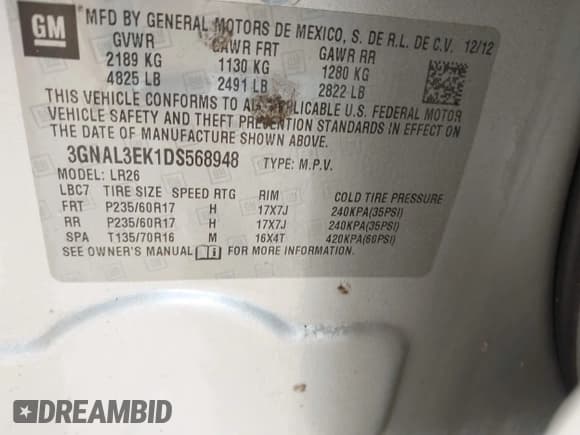 GM
MFD BY GENERAL MOTORS DE MEXICO, S. DE R.L. DE C.V. 12/12
GVWR GAWR FRT GAWR RR
2189 KG 1130 KG 1280 KG
4825 LB 2491 LB 2822 LB
THIS VEHICLE CONFORMS TO ALL APPLICABLE U.S. FEDERAL MOTOR
VEHICLE SAFETY AND THEFT PREVENTION STANDARDS IN EFFECT ON
THE DATE OF MANUFACTURE SHOWN ABOVE.
3GNAL3EK1DS568948 TYPE: M.P.V.
MODEL: LR26
LBC7 TIRE SIZE SPEED RTG RIM COLD TIRE PRESSURE
FRT P235/60R17 H 17X7J 240KPA(35PSI)
RR P235/60R17 H 17X7J 240KPA(35PSI)
SPA T135/70R16 M 16X4T 420KPA(60PSI)
SEE OWNER'S MANUAL FOR MORE INFORMATION.
DREAMBID